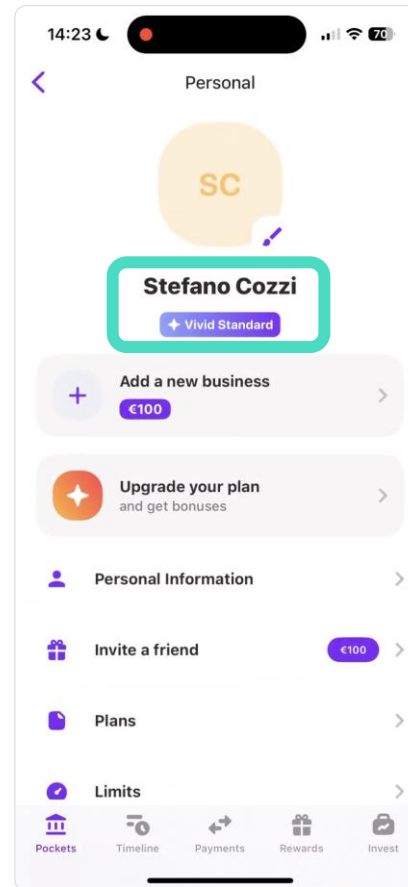 14:23
70
Personal
SC
Stefano Cozzi
Vivid Standard
Add a new business
€100
Upgrade your plan
and get bonuses
Personal Information
Invite a friend €100
Plans
Limits
Pockets Timeline Payments Rewards Invest